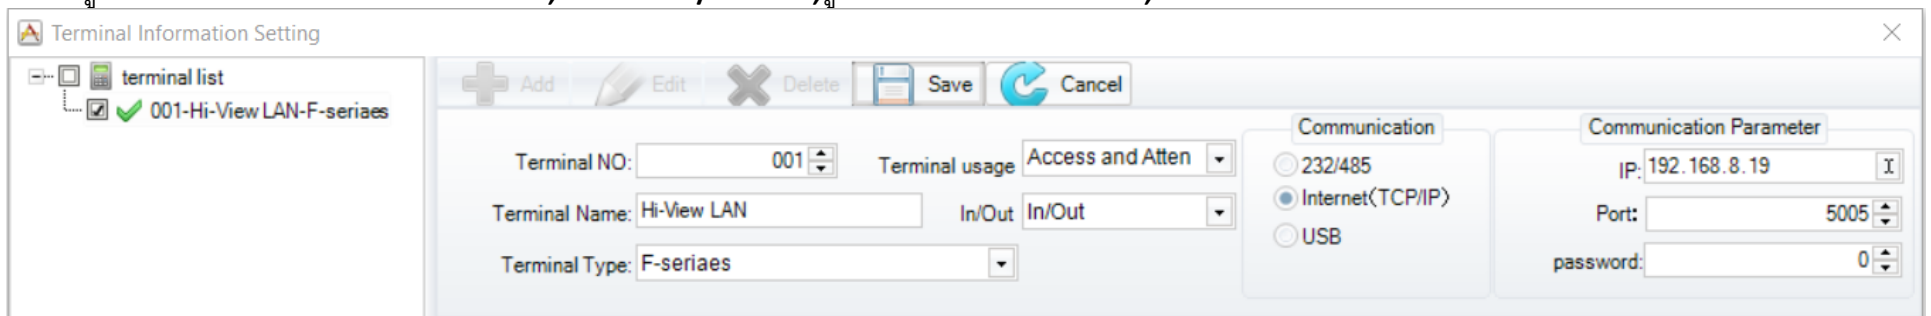 Terminal Information Setting
terminal list
001-Hi-View LAN-F-seriaes
Add Edit Delete Save Cancel
Terminal NO: 001
Terminal usage Access and Atten
Terminal Name: Hi-View LAN
In/Out In/Out
Terminal Type: F-seriaes
Communication
232/485
Internet(TCP/IP)
USB
Communication Parameter
IP: 192.168.8.19
Port: 5005
password: 0